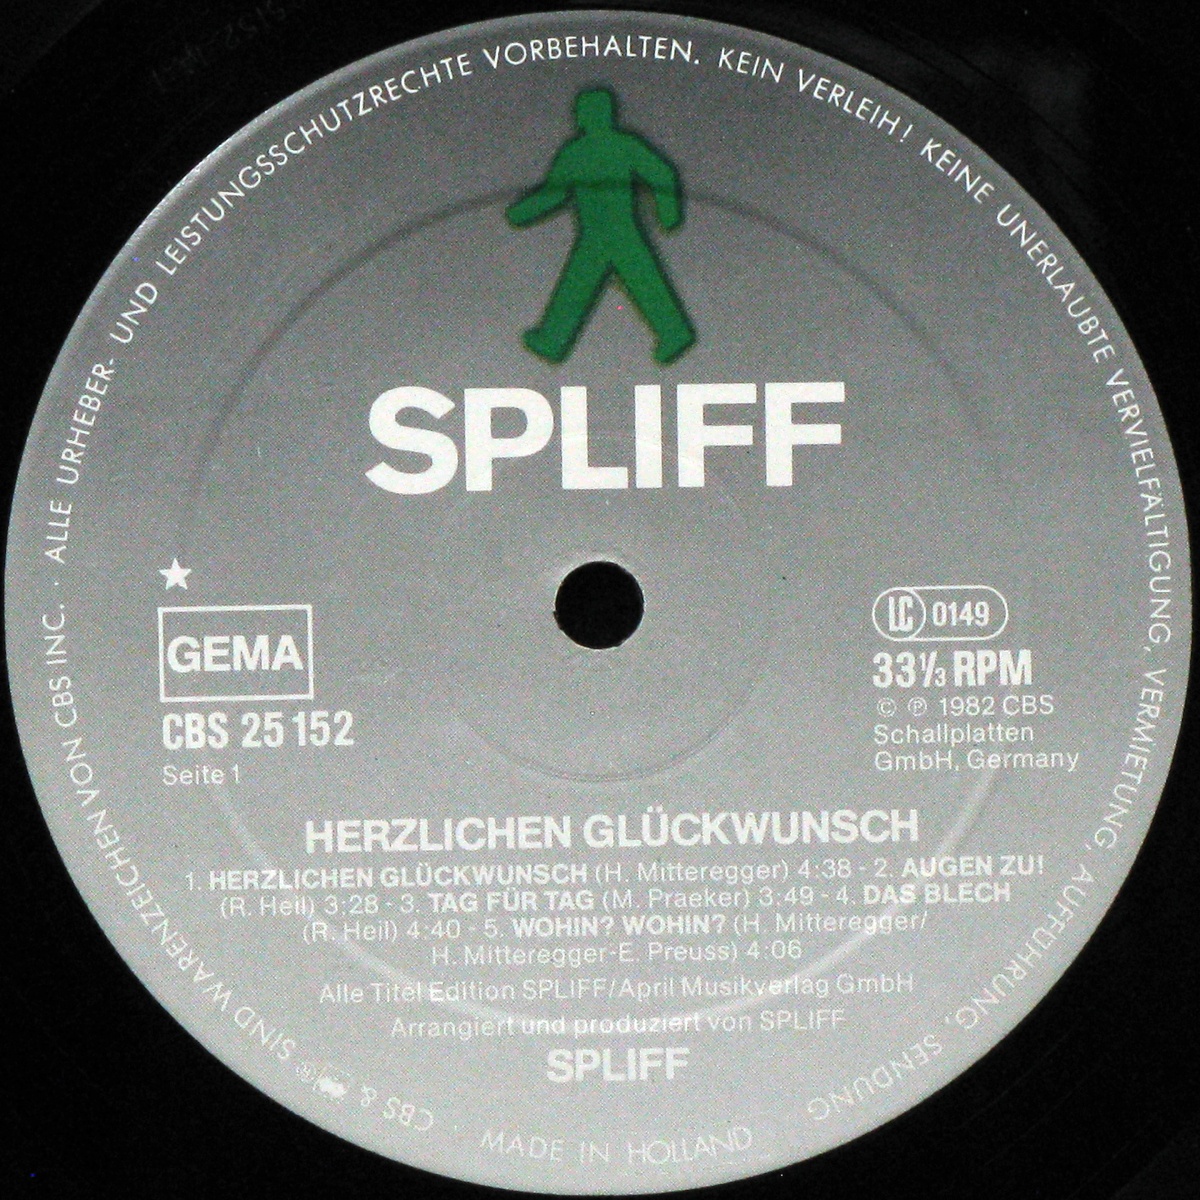 ALLE URHEBER- UND LEISTUNGSSCHUTZRECHTE VORBEHALTEN. KEIN VERLEIH! KEINE UNERLAUBTE VERVIELFÄLTIGUNG, VERMIETUNG, AUFFÜHRUNG, SENDUNG
SPLIFF
GEMA
CBS 25 152
Seite 1
LC 0149
33⅓ RPM
© ℗ 1982 CBS
Schallplatten
GmbH, Germany
HERZLICHEN GLÜCKWUNSCH
1. HERZLICHEN GLÜCKWUNSCH (H. Mitteregger) 4:38 - 2. AUGEN ZU!
(R. Heil) 3:28 - 3. TAG FÜR TAG (M. Praeker) 3:49 - 4. DAS BLECH
(R. Heil) 4:40 - 5. WOHIN? WOHIN? (H. Mitteregger/
H. Mitteregger-E. Preuss) 4:06
Alle Titel Edition SPLIFF/April Musikverlag GmbH
Arrangiert und produziert von SPLIFF
SPLIFF
CBS & ® SIND WARENZEICHEN VON CBS INC. ·
· MADE IN HOLLAND